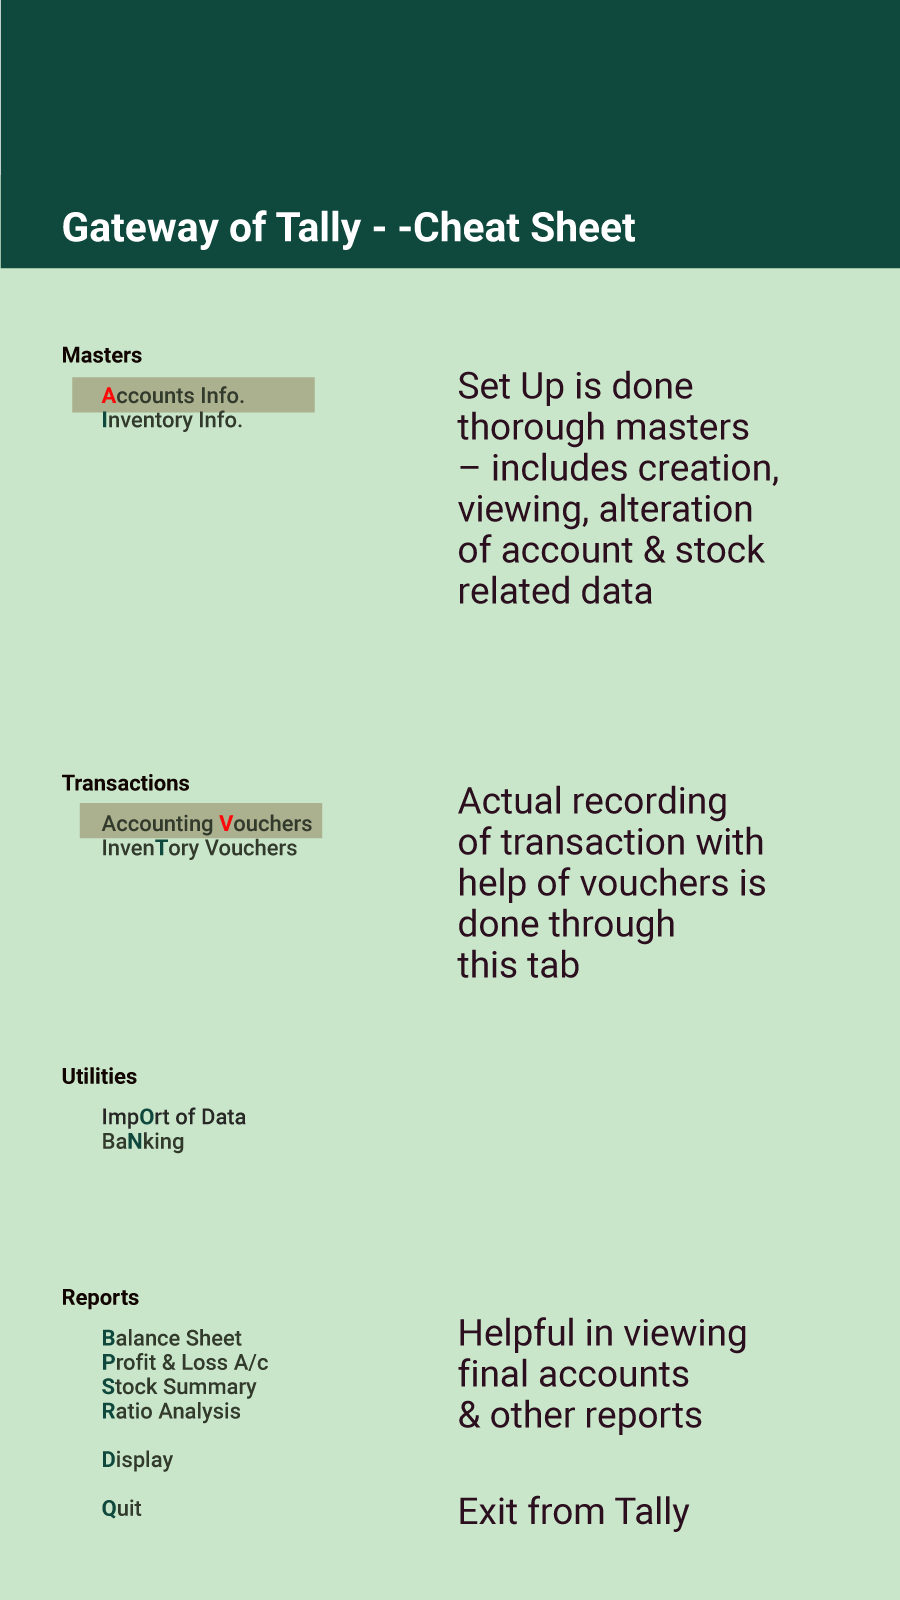 Gateway of Tally - -Cheat Sheet
Masters
Accounts Info.
Inventory Info.
Set Up is done
thorough masters
– includes creation,
viewing, alteration
of account & stock
related data
Transactions
Accounting Vouchers
InvenTory Vouchers
Actual recording
of transaction with
help of vouchers is
done through
this tab
Utilities
ImpOrt of Data
BaNking
Reports
Balance Sheet
Profit & Loss A/c
Stock Summary
Ratio Analysis
Display
Quit
Helpful in viewing
final accounts
& other reports
Exit from Tally